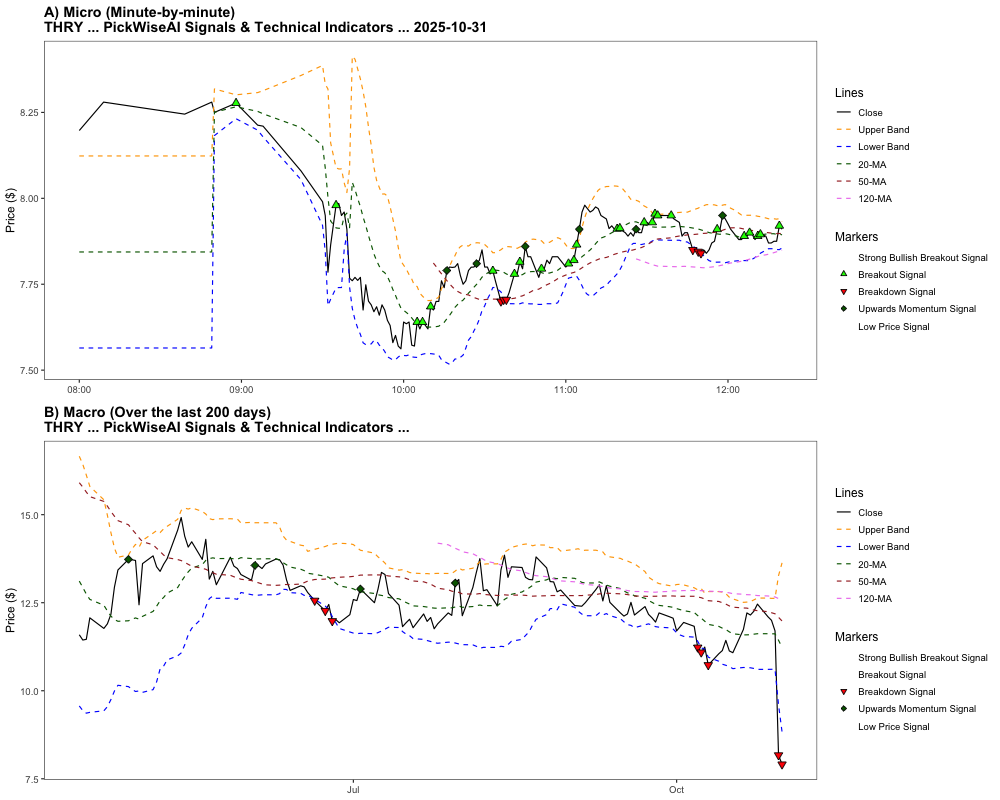 A) Micro (Minute-by-minute)
THRY ... PickWiseAI Signals & Technical Indicators ... 2025-10-31
Price ($)
8.25
8.00
7.75
7.50
08:00
09:00
10:00
11:00
12:00
Lines
Close
Upper Band
Lower Band
20-MA
50-MA
120-MA
Markers
Strong Bullish Breakout Signal
Breakout Signal
Breakdown Signal
Upwards Momentum Signal
Low Price Signal
B) Macro (Over the last 200 days)
THRY ... PickWiseAI Signals & Technical Indicators ...
Price ($)
15.0
12.5
10.0
7.5
Jul
Oct
Lines
Close
Upper Band
Lower Band
20-MA
50-MA
120-MA
Markers
Strong Bullish Breakout Signal
Breakout Signal
Breakdown Signal
Upwards Momentum Signal
Low Price Signal